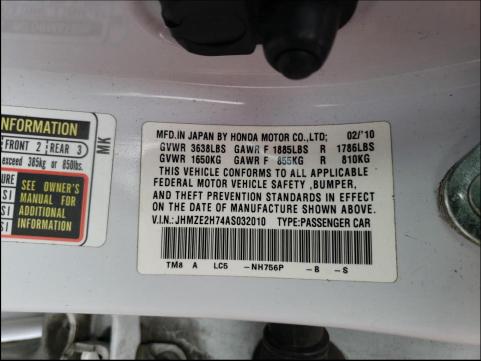 INFORMATION
FRONT 2 REAR 3
exceed 385kg or 850lbs.
SEE OWNER'S
MANUAL FOR
ADDITIONAL
INFORMATION
MK
MFD.IN JAPAN BY HONDA MOTOR CO.,LTD; 02/'10
GVWR 3638LBS GAWR F 1885LBS R 1786LBS
GVWR 1650KG GAWR F 855KG R 810KG
THIS VEHICLE CONFORMS TO ALL APPLICABLE
FEDERAL MOTOR VEHICLE SAFETY ,BUMPER,
AND THEFT PREVENTION STANDARDS IN EFFECT
ON THE DATE OF MANUFACTURE SHOWN ABOVE.
V.I.N.: JHMZE2H74AS032010 TYPE:PASSENGER CAR
TM8 A LC5 -NH756P -B -S